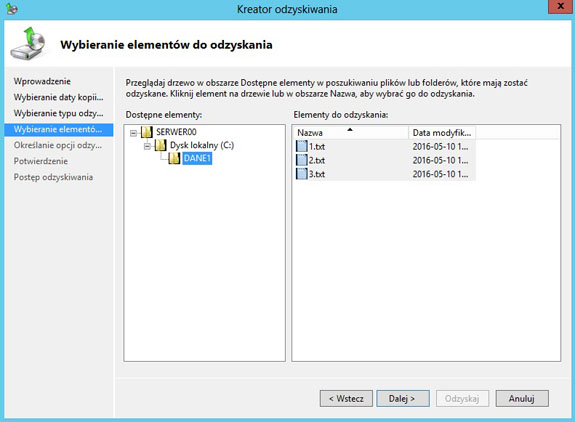 Kreator odzyskiwania
x
Wybieranie elementów do odzyskania
Wprowadzenie
Wybieranie daty kopii...
Wybieranie typu odzy...
Wybieranie elementó...
Określanie opcji odzy...
Potwierdzenie
Postęp odzyskiwania
Przeglądaj drzewo w obszarze Dostępne elementy w poszukiwaniu plików lub folderów, które mają zostać
odzyskane. Kliknij element na drzewie lub w obszarze Nazwa, aby wybrać go do odzyskania.
Dostępne elementy:
SERWER00
Dysk lokalny (C:)
DANE1
Elementy do odzyskania:
Nazwa Data modyfik...
1.txt 2016-05-10 1...
2.txt 2016-05-10 1...
3.txt 2016-05-10 1...
< Wstecz Dalej > Odzyskaj Anuluj